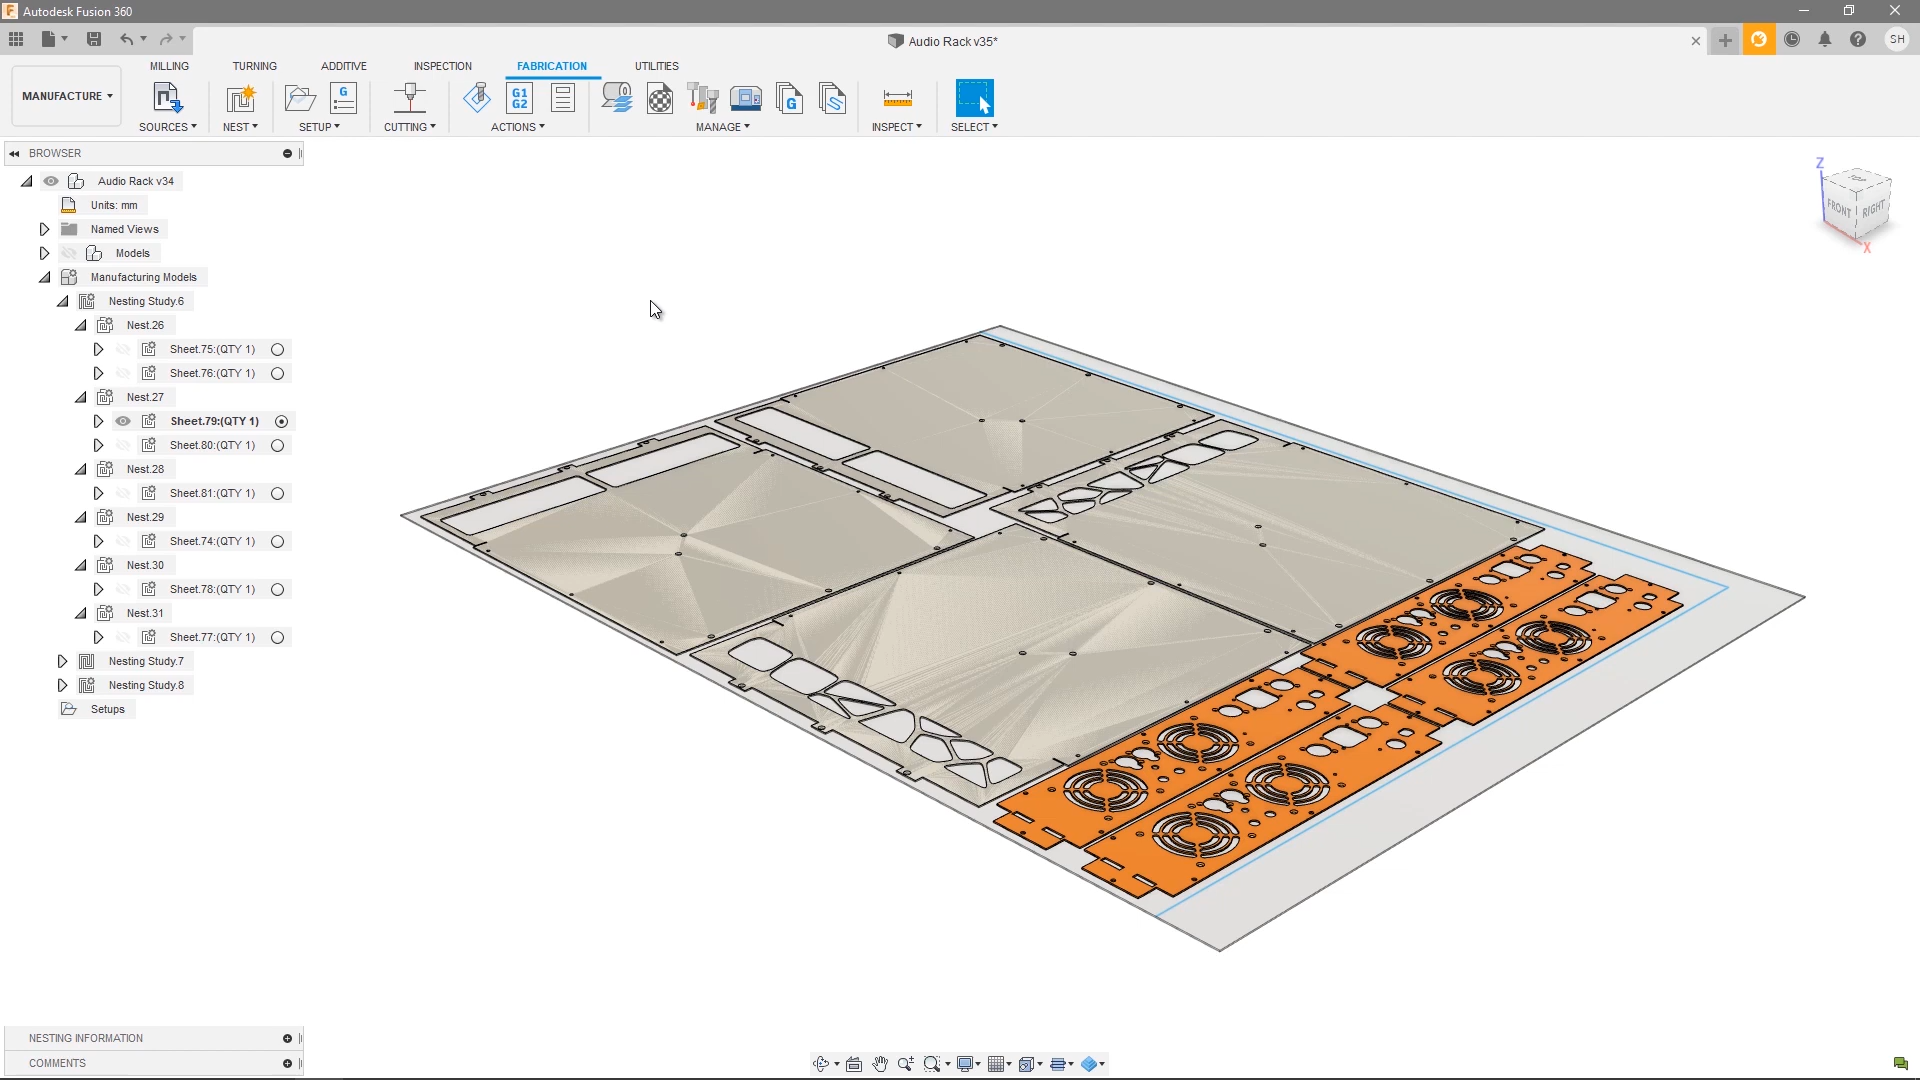 Autodesk Fusion 360
Audio Rack v35*
SH
MANUFACTURE
MILLING
TURNING
ADDITIVE
INSPECTION
FABRICATION
UTILITIES
G
G1
G2
G
SOURCES
NEST
SETUP
CUTTING
ACTIONS
MANAGE
INSPECT
SELECT
BROWSER
Audio Rack v34
Units: mm
Named Views
Models
Manufacturing Models
Nesting Study.6
Nest.26
Sheet.75:(QTY 1)
Sheet.76:(QTY 1)
Nest.27
Sheet.79:(QTY 1)
Sheet.80:(QTY 1)
Nest.28
Sheet.81:(QTY 1)
Nest.29
Sheet.74:(QTY 1)
Nest.30
Sheet.78:(QTY 1)
Nest.31
Sheet.77:(QTY 1)
Nesting Study.7
Nesting Study.8
Setups
Z
TOP
FRONT
RIGHT
X
NESTING INFORMATION
COMMENTS